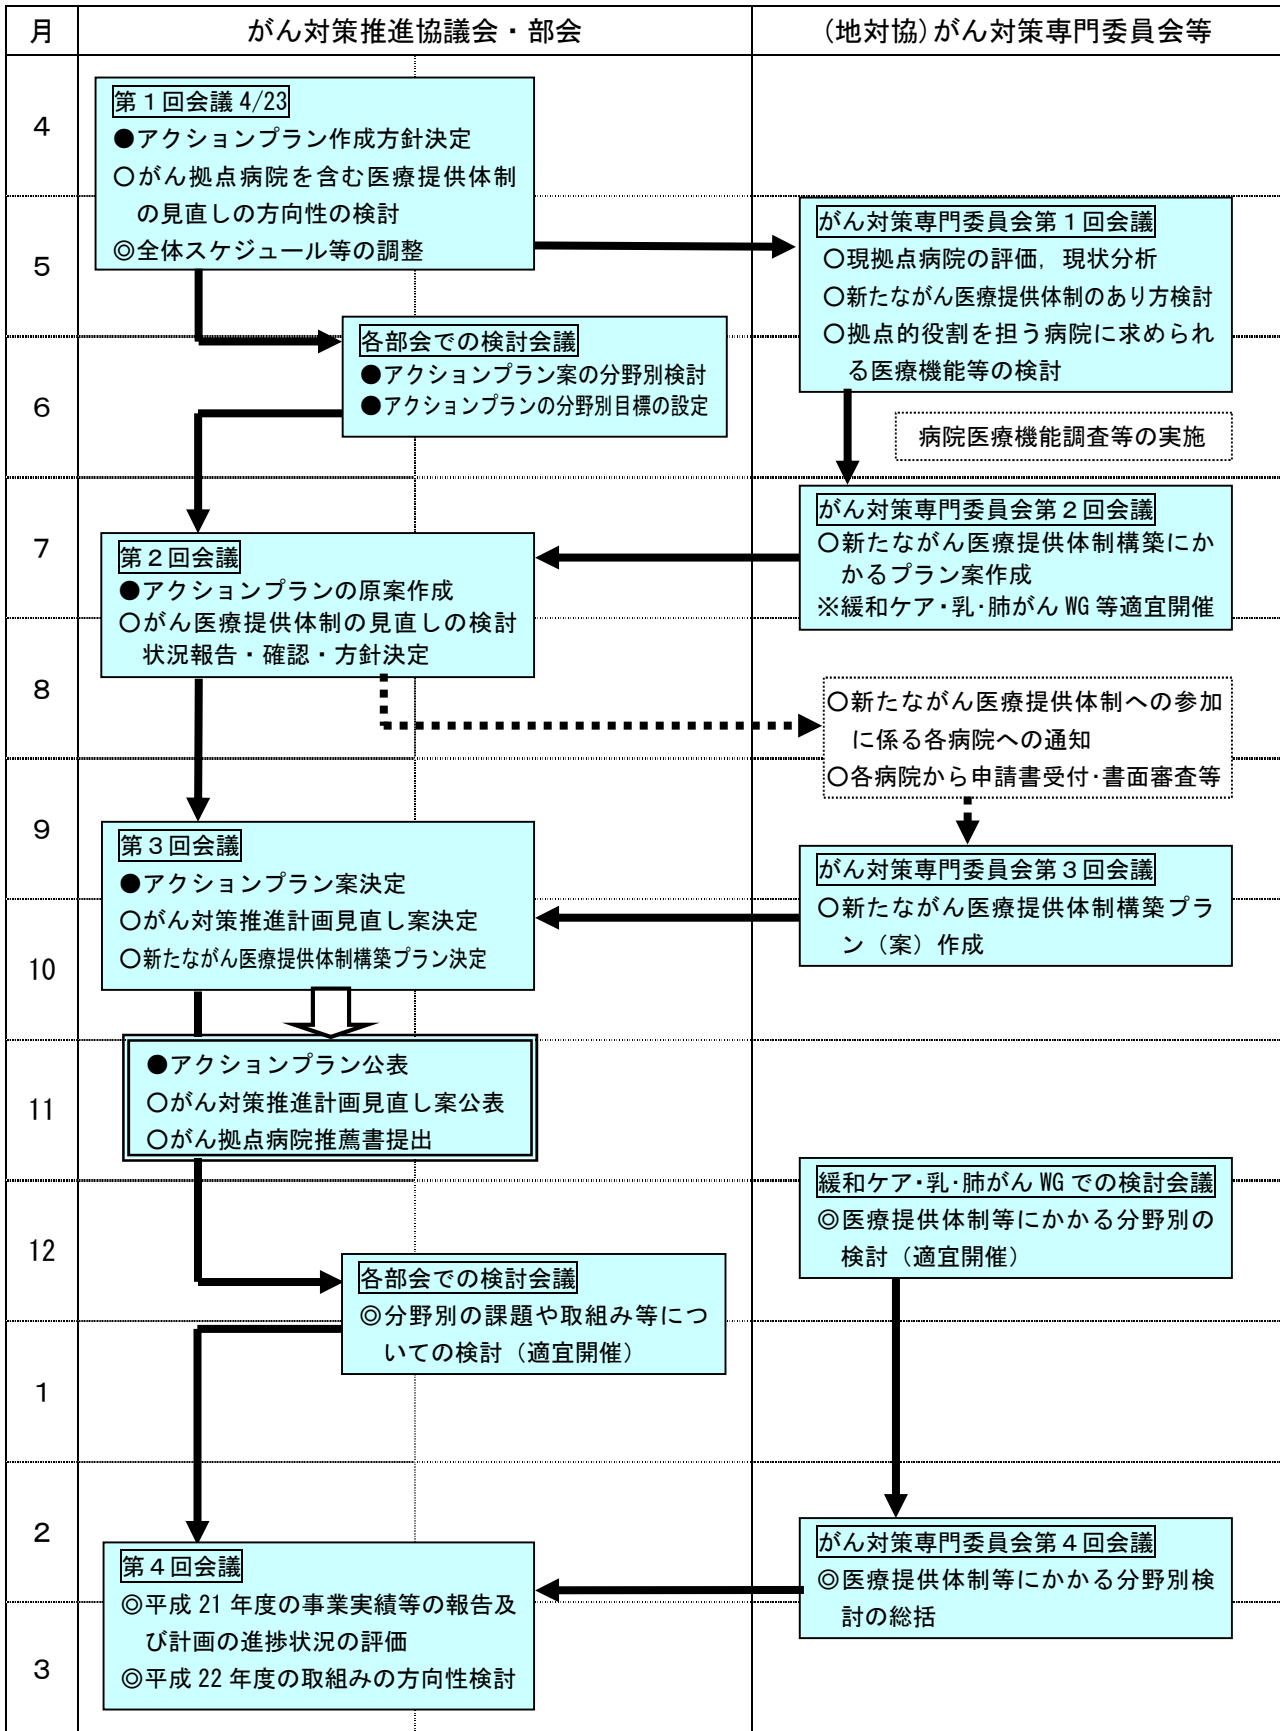 月
がん対策推進協議会・部会
(地対協)がん対策専門委員会等
4
第1回会議 4/23
●アクションプラン作成方針決定
○がん拠点病院を含む医療提供体制
の見直しの方向性の検討
◎全体スケジュール等の調整
5
がん対策専門委員会第1回会議
○現拠点病院の評価，現状分析
○新たながん医療提供体制のあり方検討
○拠点的役割を担う病院に求められ
る医療機能等の検討
各部会での検討会議
●アクションプラン案の分野別検討
●アクションプランの分野別目標の設定
6
病院医療機能調査等の実施
7
がん対策専門委員会第2回会議
○新たながん医療提供体制構築にか
かるプラン案作成
※緩和ケア・乳・肺がん WG 等適宜開催
第2回会議
●アクションプランの原案作成
○がん医療提供体制の見直しの検討
状況報告・確認・方針決定
8
○新たながん医療提供体制への参加
に係る各病院への通知
○各病院から申請書受付・書面審査等
9
第3回会議
●アクションプラン案決定
○がん対策推進計画見直し案決定
○新たながん医療提供体制構築プラン決定
がん対策専門委員会第3回会議
○新たながん医療提供体制構築プラ
ン（案）作成
10
●アクションプラン公表
○がん対策推進計画見直し案公表
○がん拠点病院推薦書提出
11
緩和ケア・乳・肺がん WG での検討会議
◎医療提供体制等にかかる分野別の
検討（適宜開催）
12
各部会での検討会議
◎分野別の課題や取組み等につ
いての検討（適宜開催）
1
2
がん対策専門委員会第4回会議
◎医療提供体制等にかかる分野別検
討の総括
第4回会議
◎平成 21 年度の事業実績等の報告及
び計画の進捗状況の評価
◎平成 22 年度の取組みの方向性検討
3